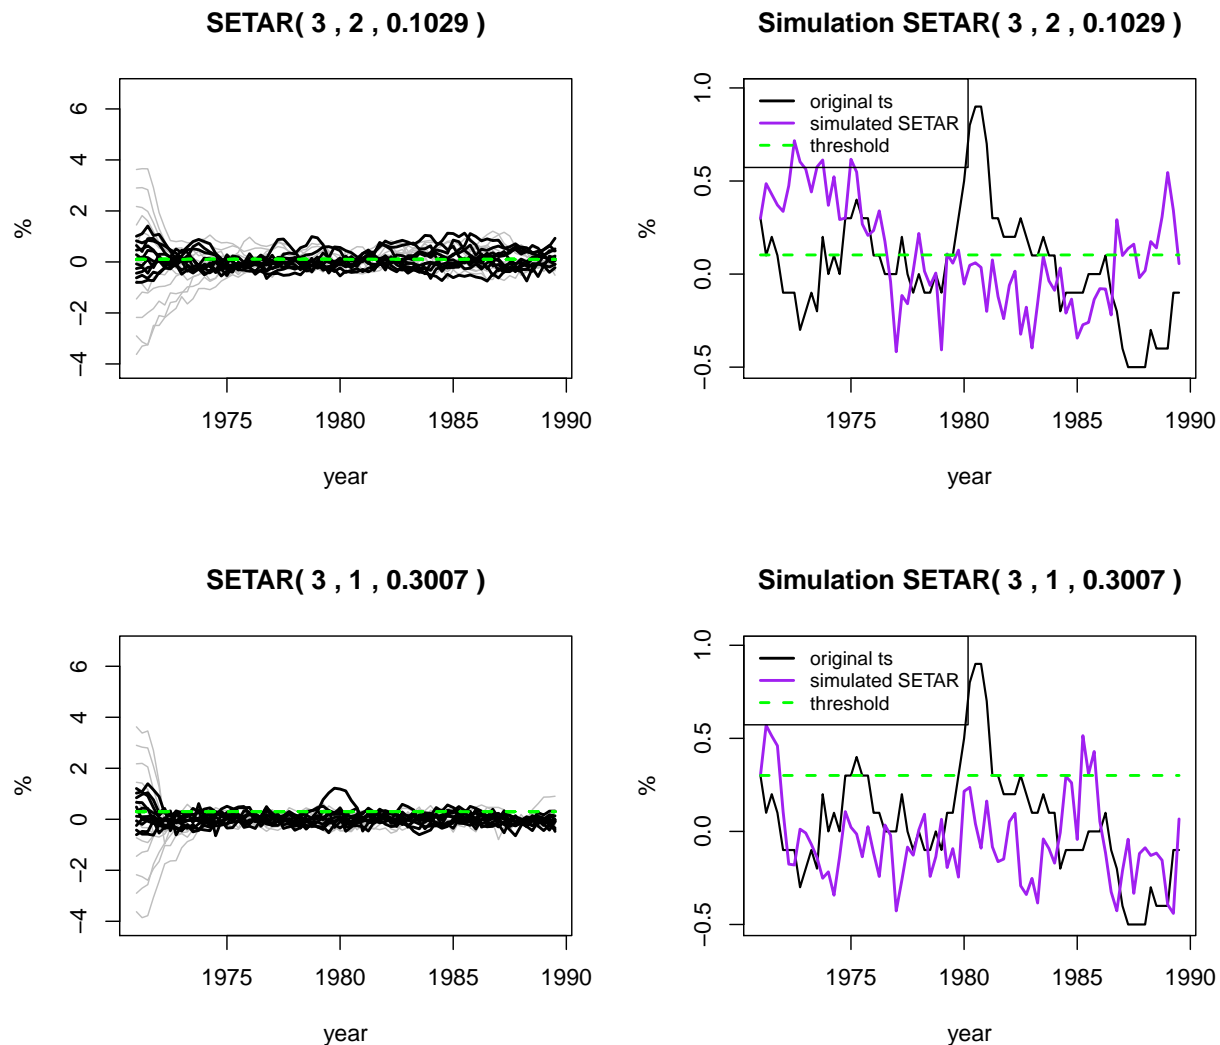 SETAR( 3 , 2 , 0.1029 )
%
6
4
2
0
−2
−4
1975 1980 1985 1990
year
Simulation SETAR( 3 , 2 , 0.1029 )
%
1.0
0.5
0.0
−0.5
original ts
simulated SETAR
threshold
1975 1980 1985 1990
year
SETAR( 3 , 1 , 0.3007 )
%
6
4
2
0
−2
−4
1975 1980 1985 1990
year
Simulation SETAR( 3 , 1 , 0.3007 )
%
1.0
0.5
0.0
−0.5
original ts
simulated SETAR
threshold
1975 1980 1985 1990
year